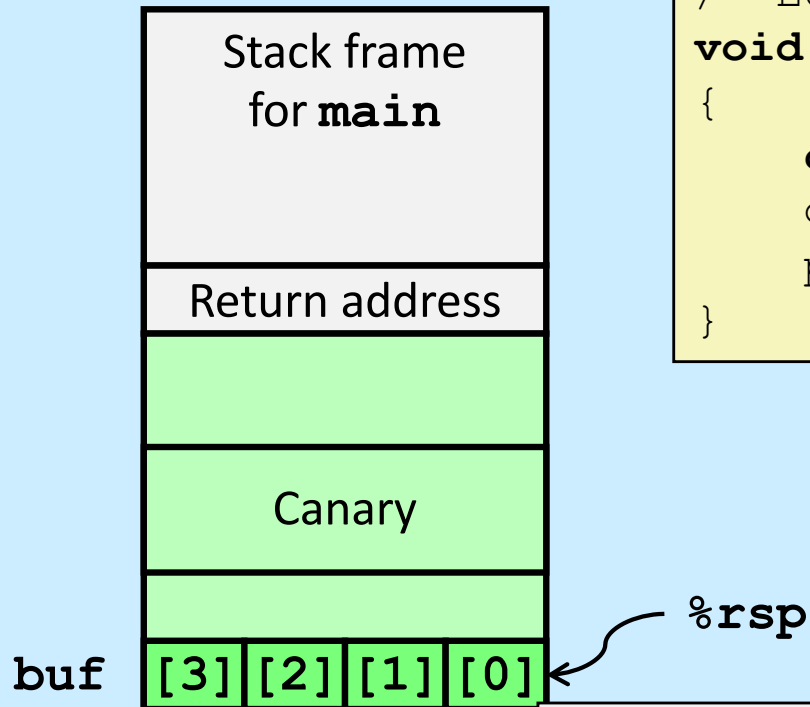 Stack frame
for main
Return address
Canary
buf [3] [2] [1] [0]
%rsp
void
{
}